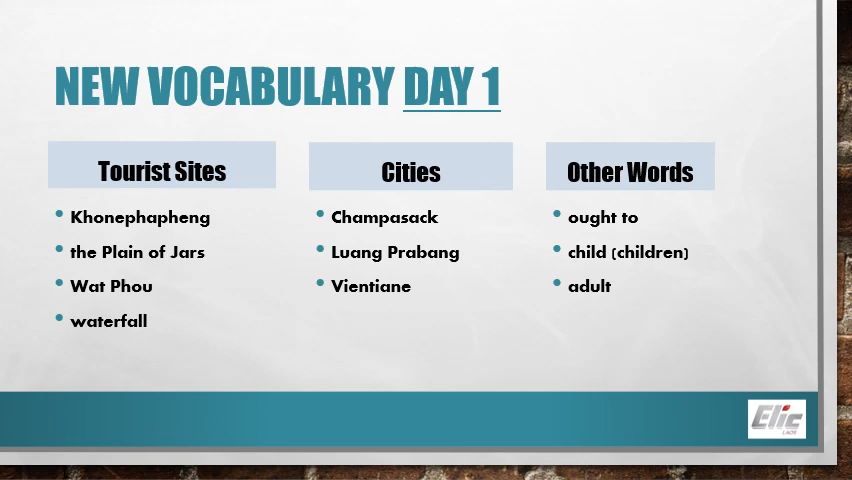 NEW VOCABULARY DAY 1
Tourist Sites
Khonephapheng
the Plain of Jars
Wat Phou
waterfall
Cities
Champasack
Luang Prabang
Vientiane
Other Words
ought to
child (children)
adult
Elic
LAOS